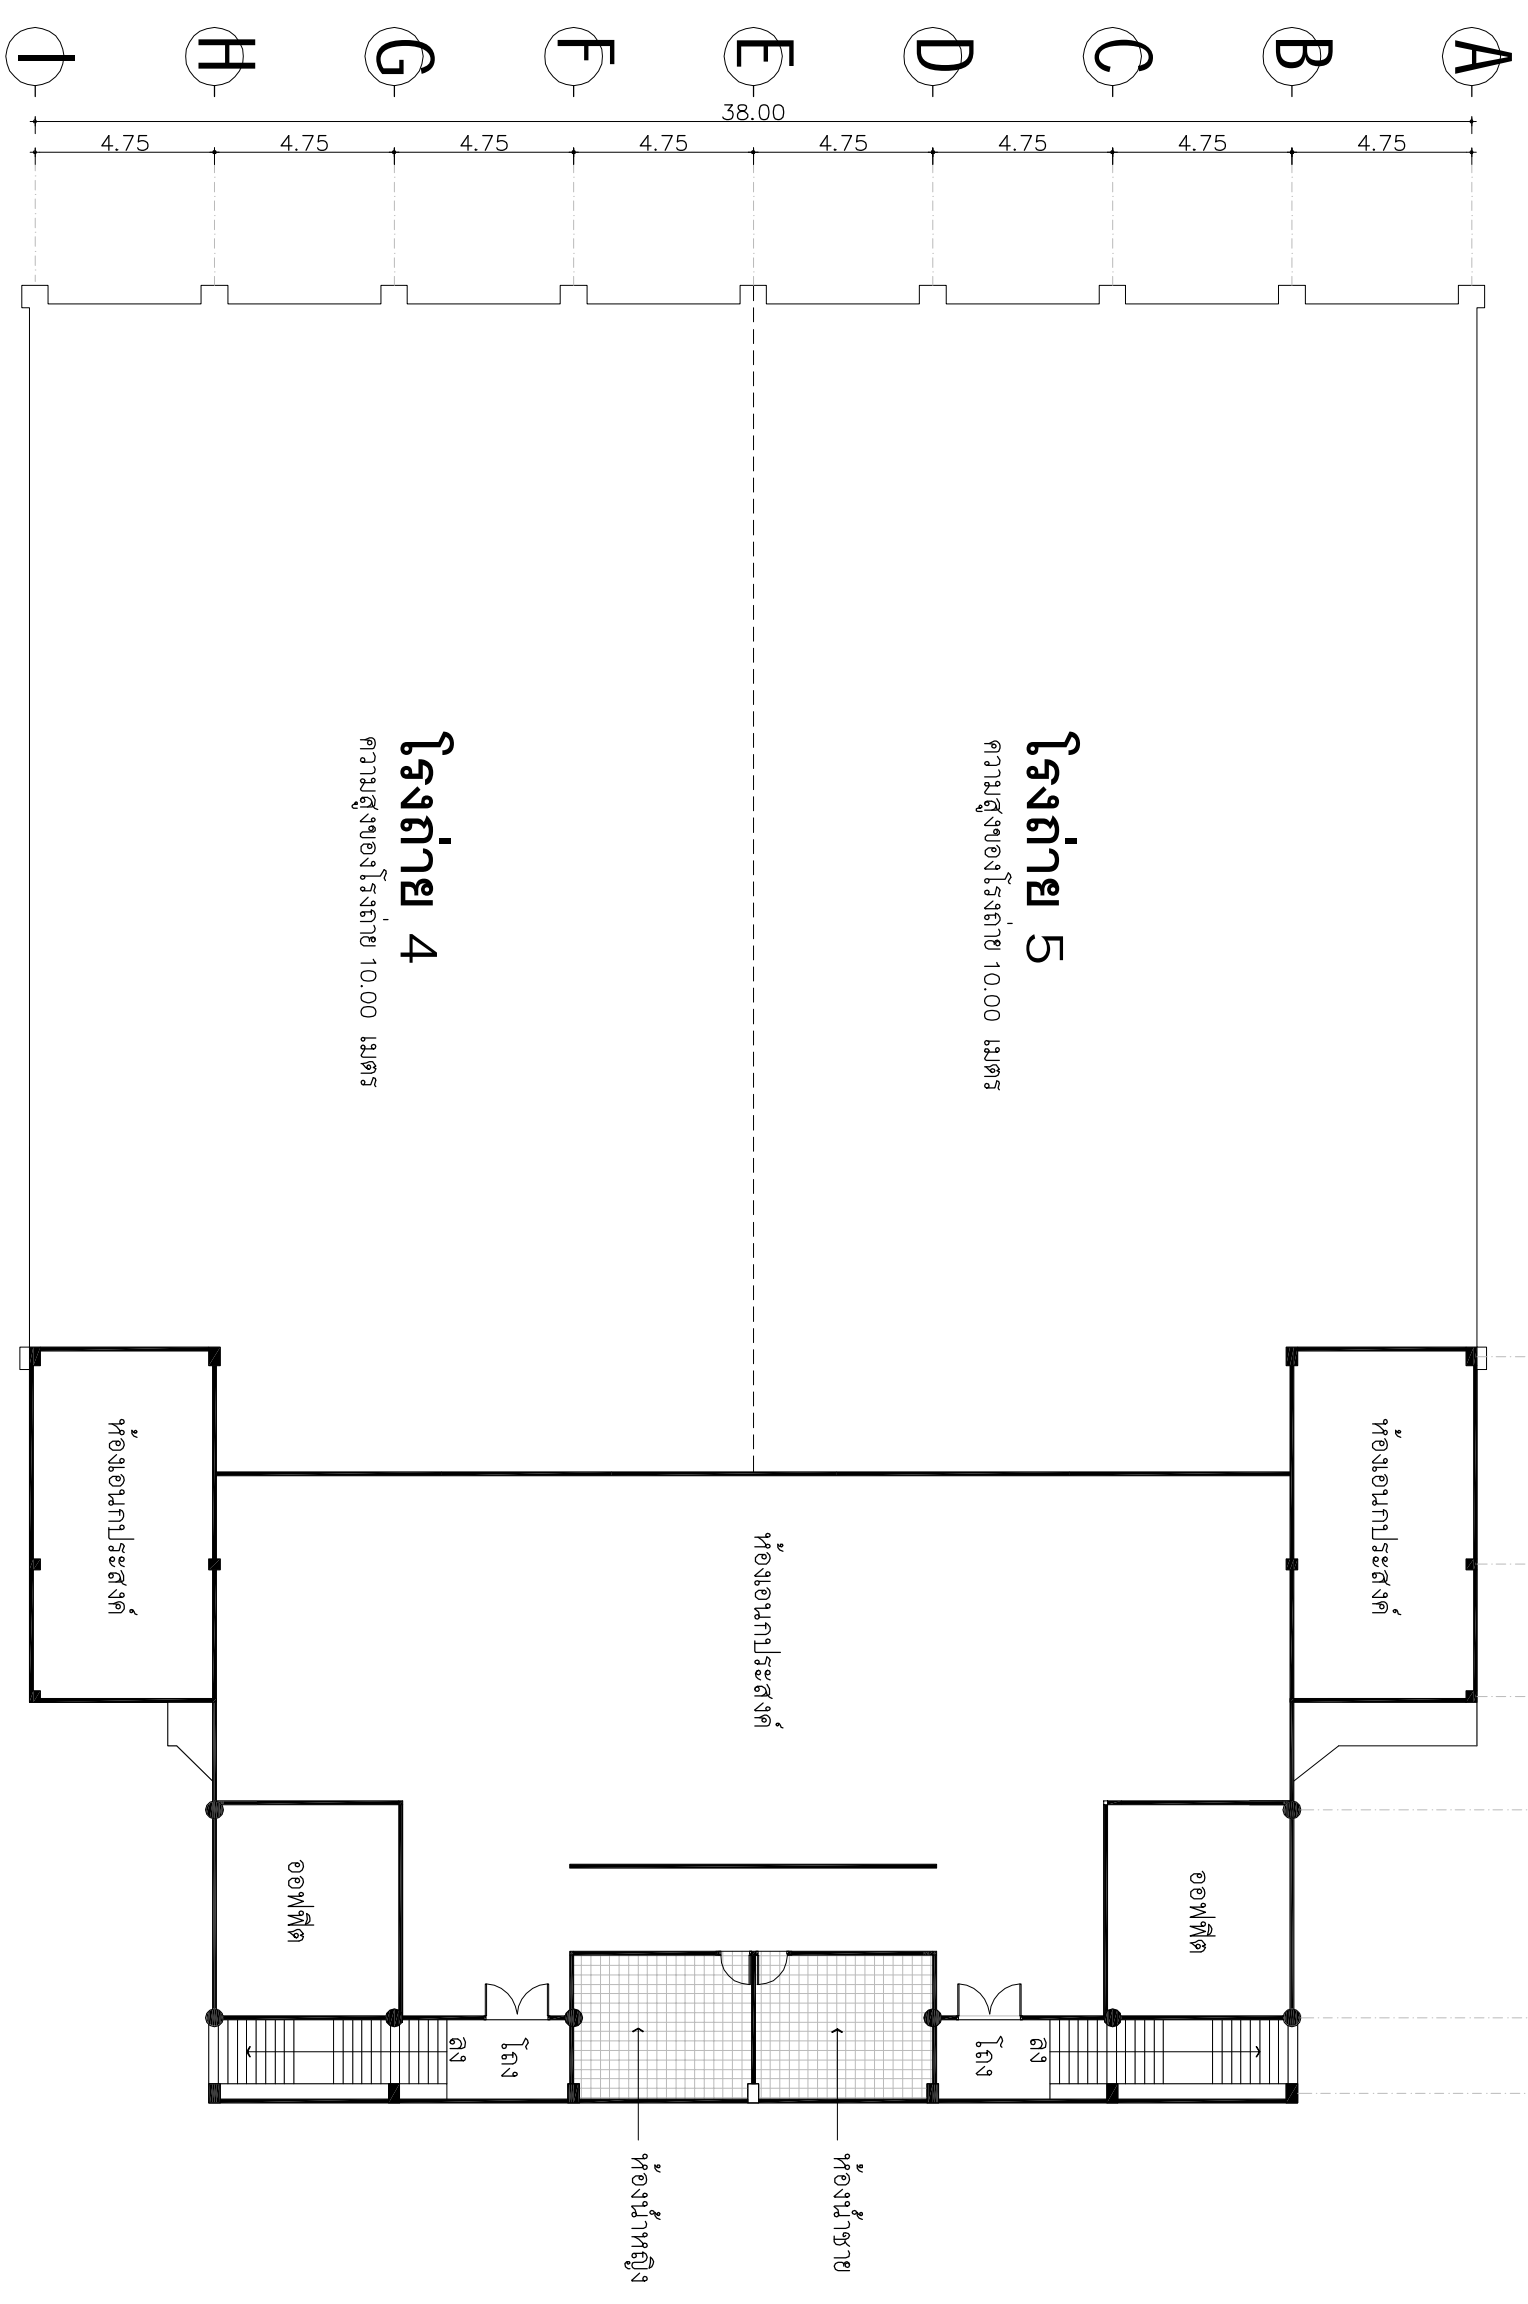 I
H
G
F
E
D
C
B
A
38.00
4.75
4.75
4.75
4.75
4.75
4.75
4.75
4.75
โรงถ่าย 5
ความสูงของโรงถ่าย 10.00 เมตร
โรงถ่าย 4
ความสูงของโรงถ่าย 10.00 เมตร
ห้องเอนกประสงค์
ห้องเอนกประสงค์
ห้องเอนกประสงค์
ออฟฟิต
ออฟฟิต
ลง
โถง
โถง
ลง
ห้องน้ำชาย
ห้องน้ำหญิง